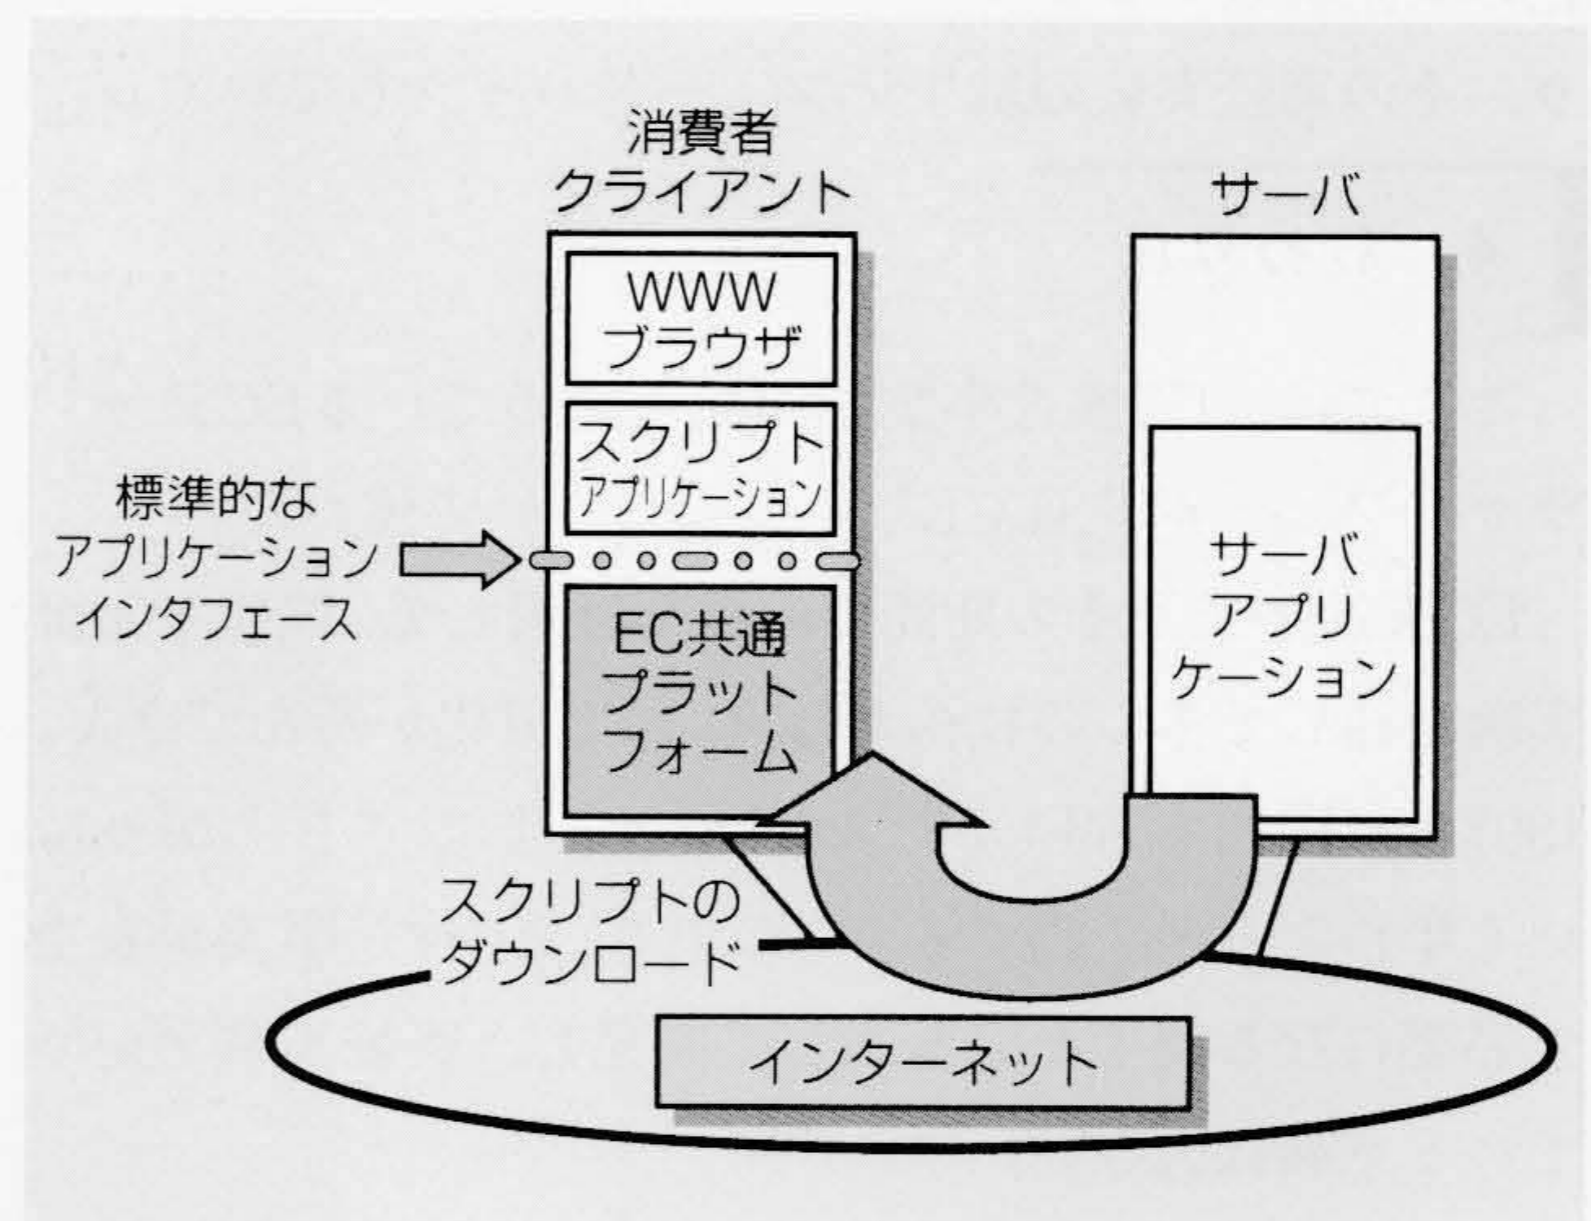 消費者
クライアント
サーバ
WWW
ブラウザ
スクリプト
アプリケーション
標準的な
アプリケーション
インタフェース
EC共通
プラット
フォーム
サーバ
アプリ
ケーション
スクリプトの
ダウンロード
インターネット